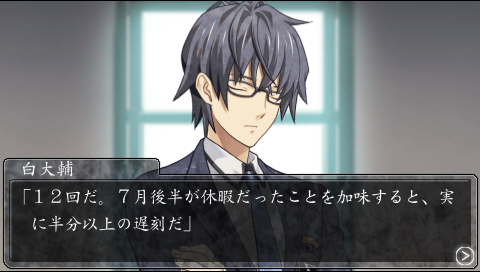 白大輔
「１２回だ。７月後半が休暇だったことを加味すると、実
に半分以上の遅刻だ」